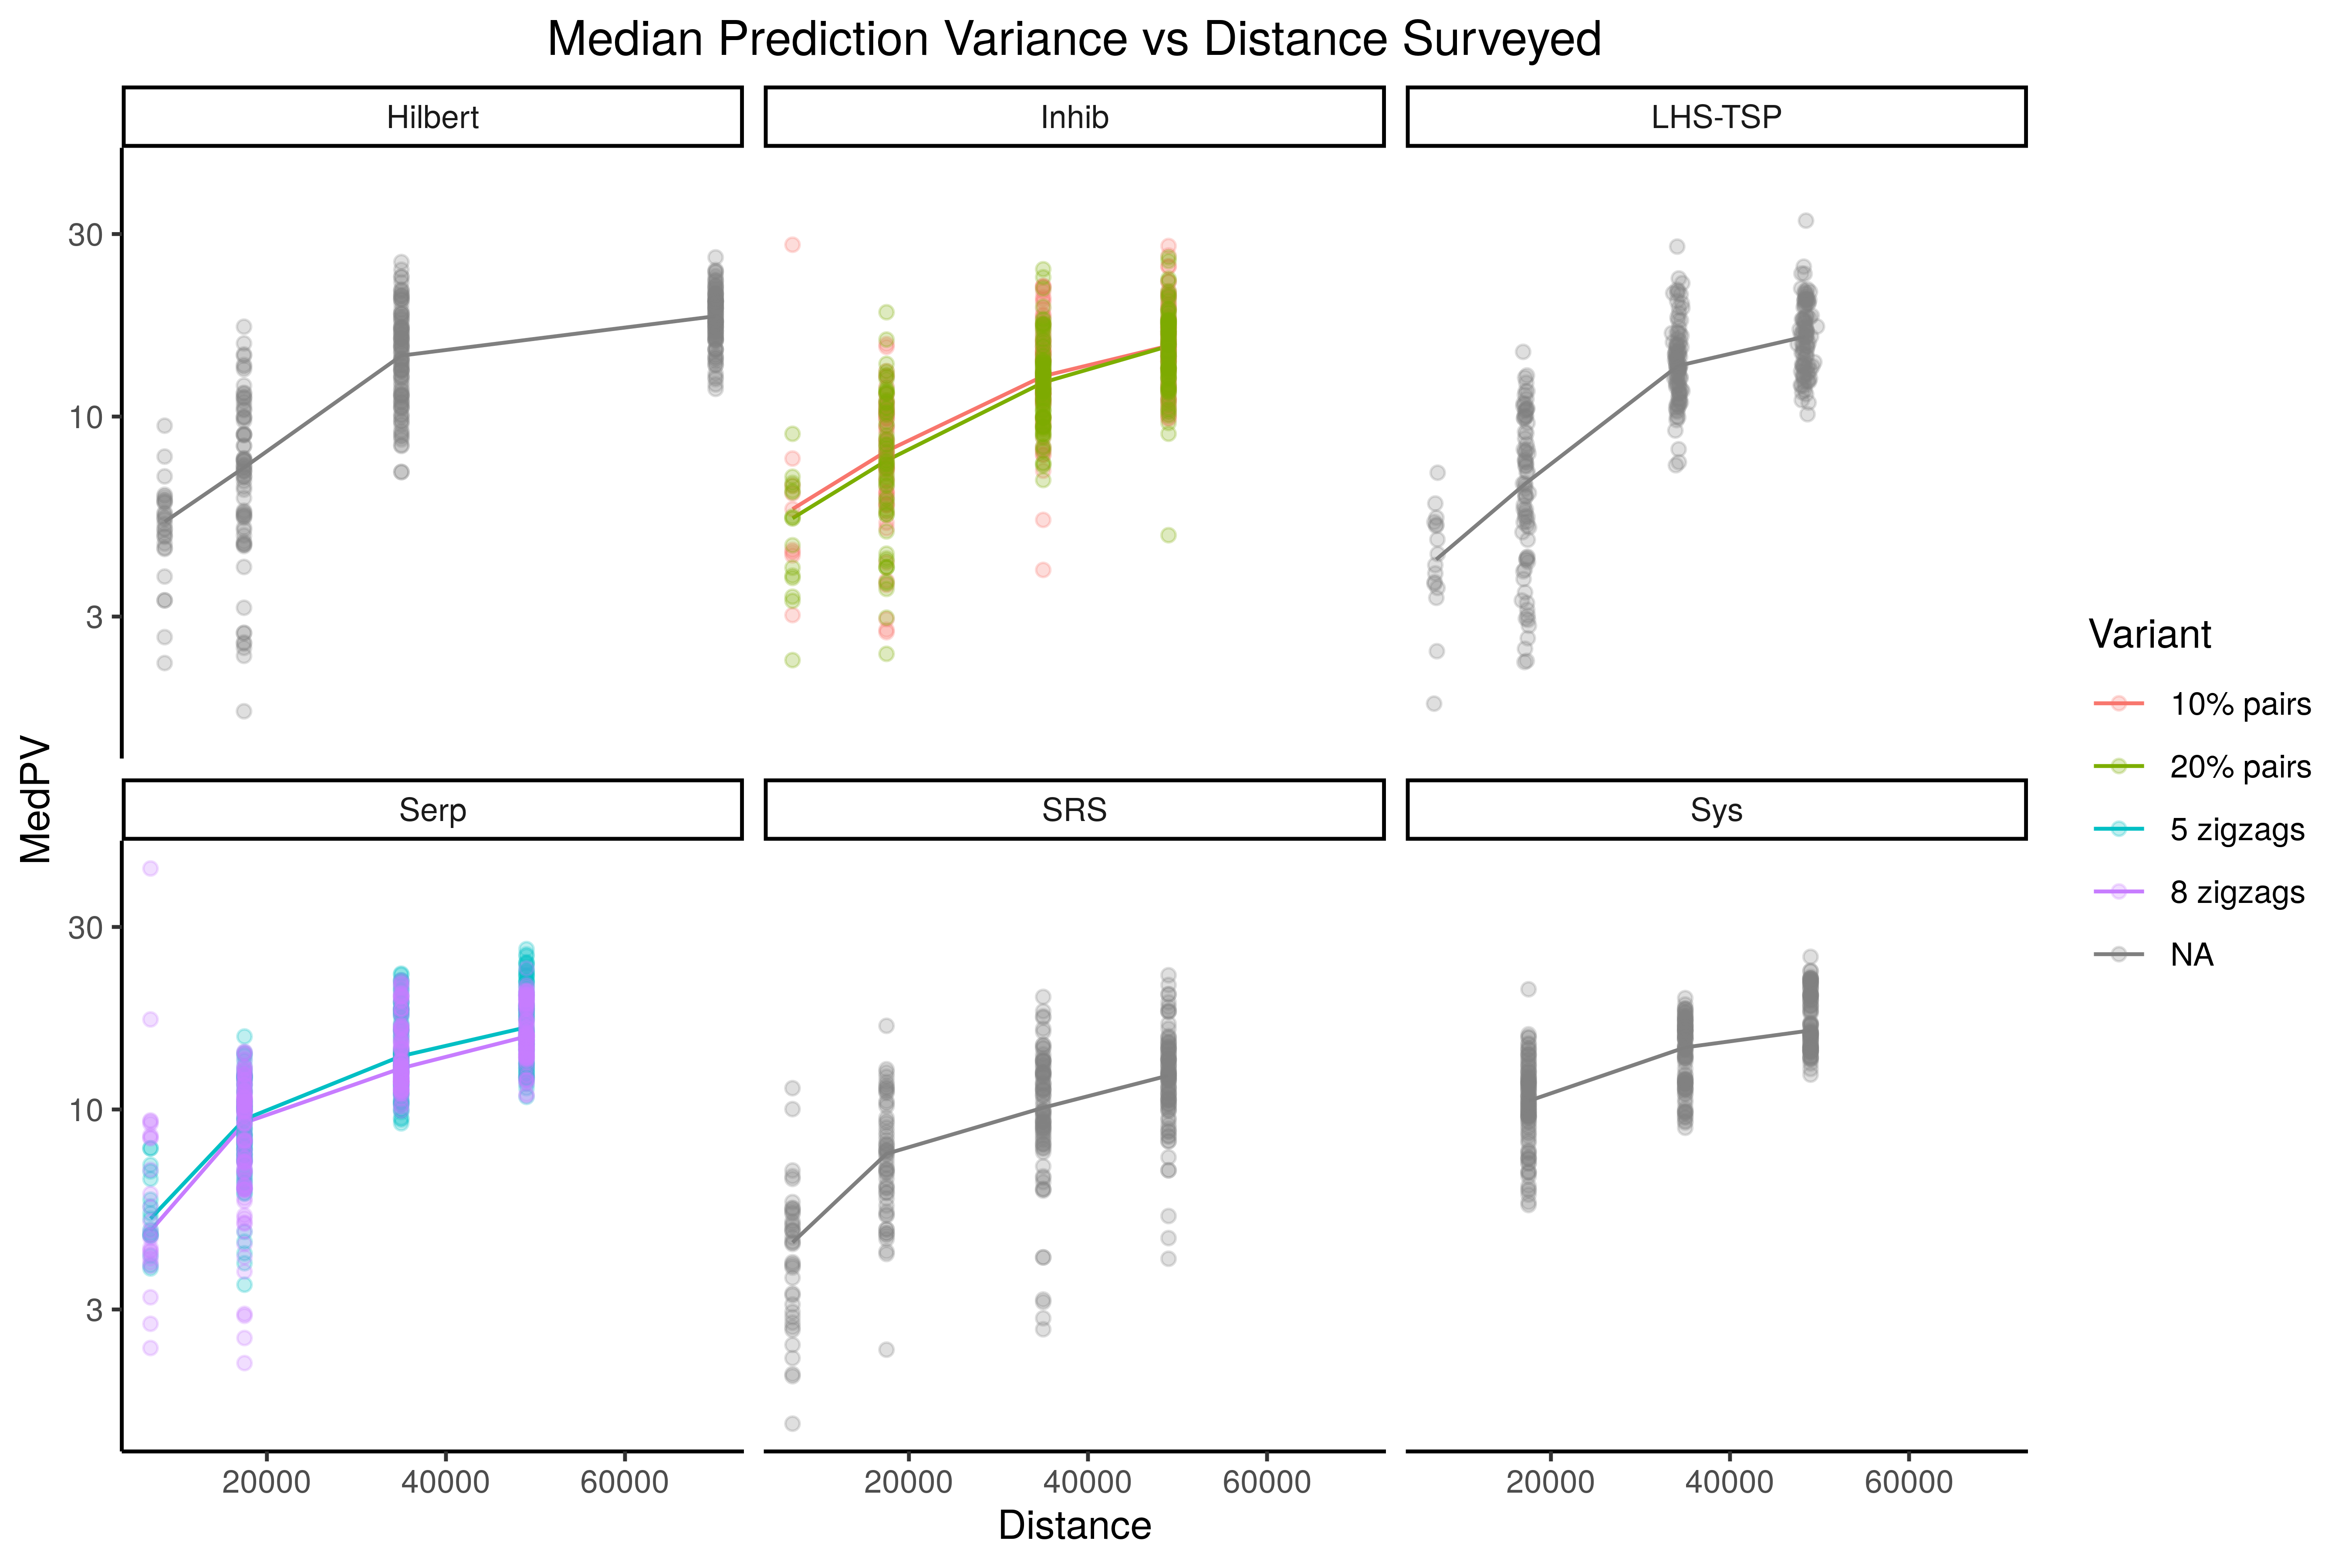 Median Prediction Variance vs Distance Surveyed
Hilbert
Inhib
LHS-TSP
30
10
3
Serp
SRS
Sys
30
10
3
20000
40000
60000
20000
40000
60000
20000
40000
60000
Distance
MedPV
Variant
10% pairs
20% pairs
5 zigzags
8 zigzags
NA